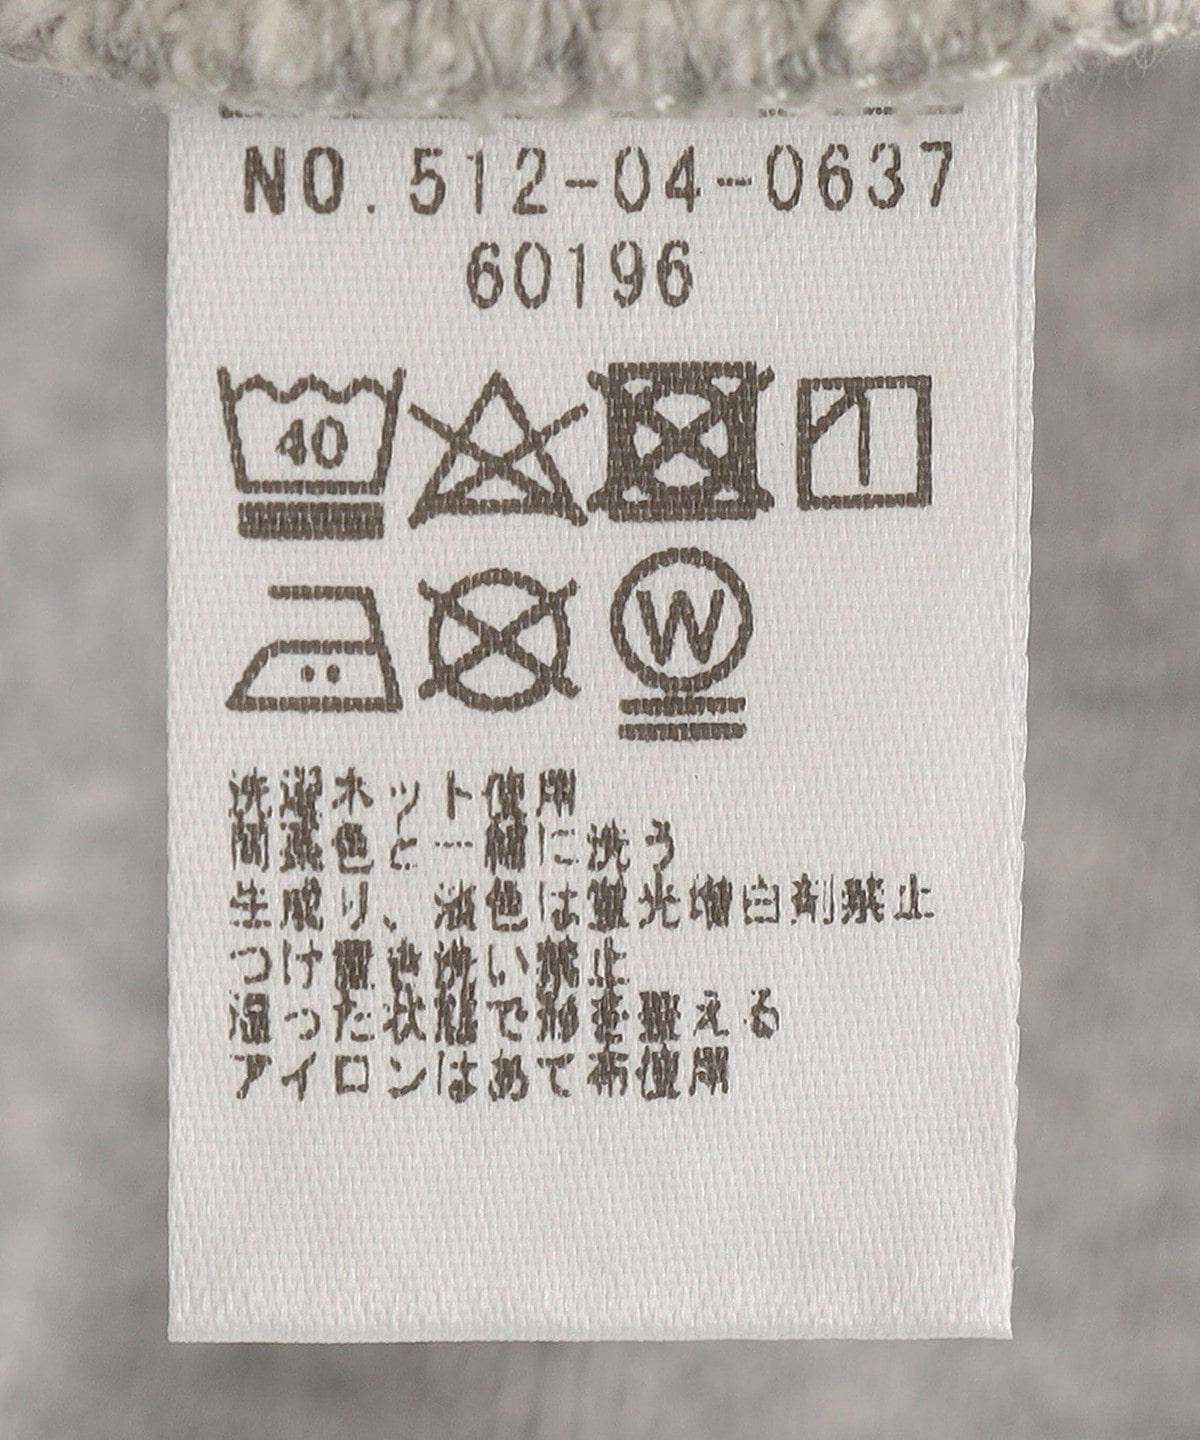 NO.512-04-0637
60196
40
W
洗濯ネット使用
同系色と一緒に洗う
生成り、淡色は蛍光増白剤禁止
つけ置き洗い禁止
湿った状態で形を整える
アイロンはあて布使用